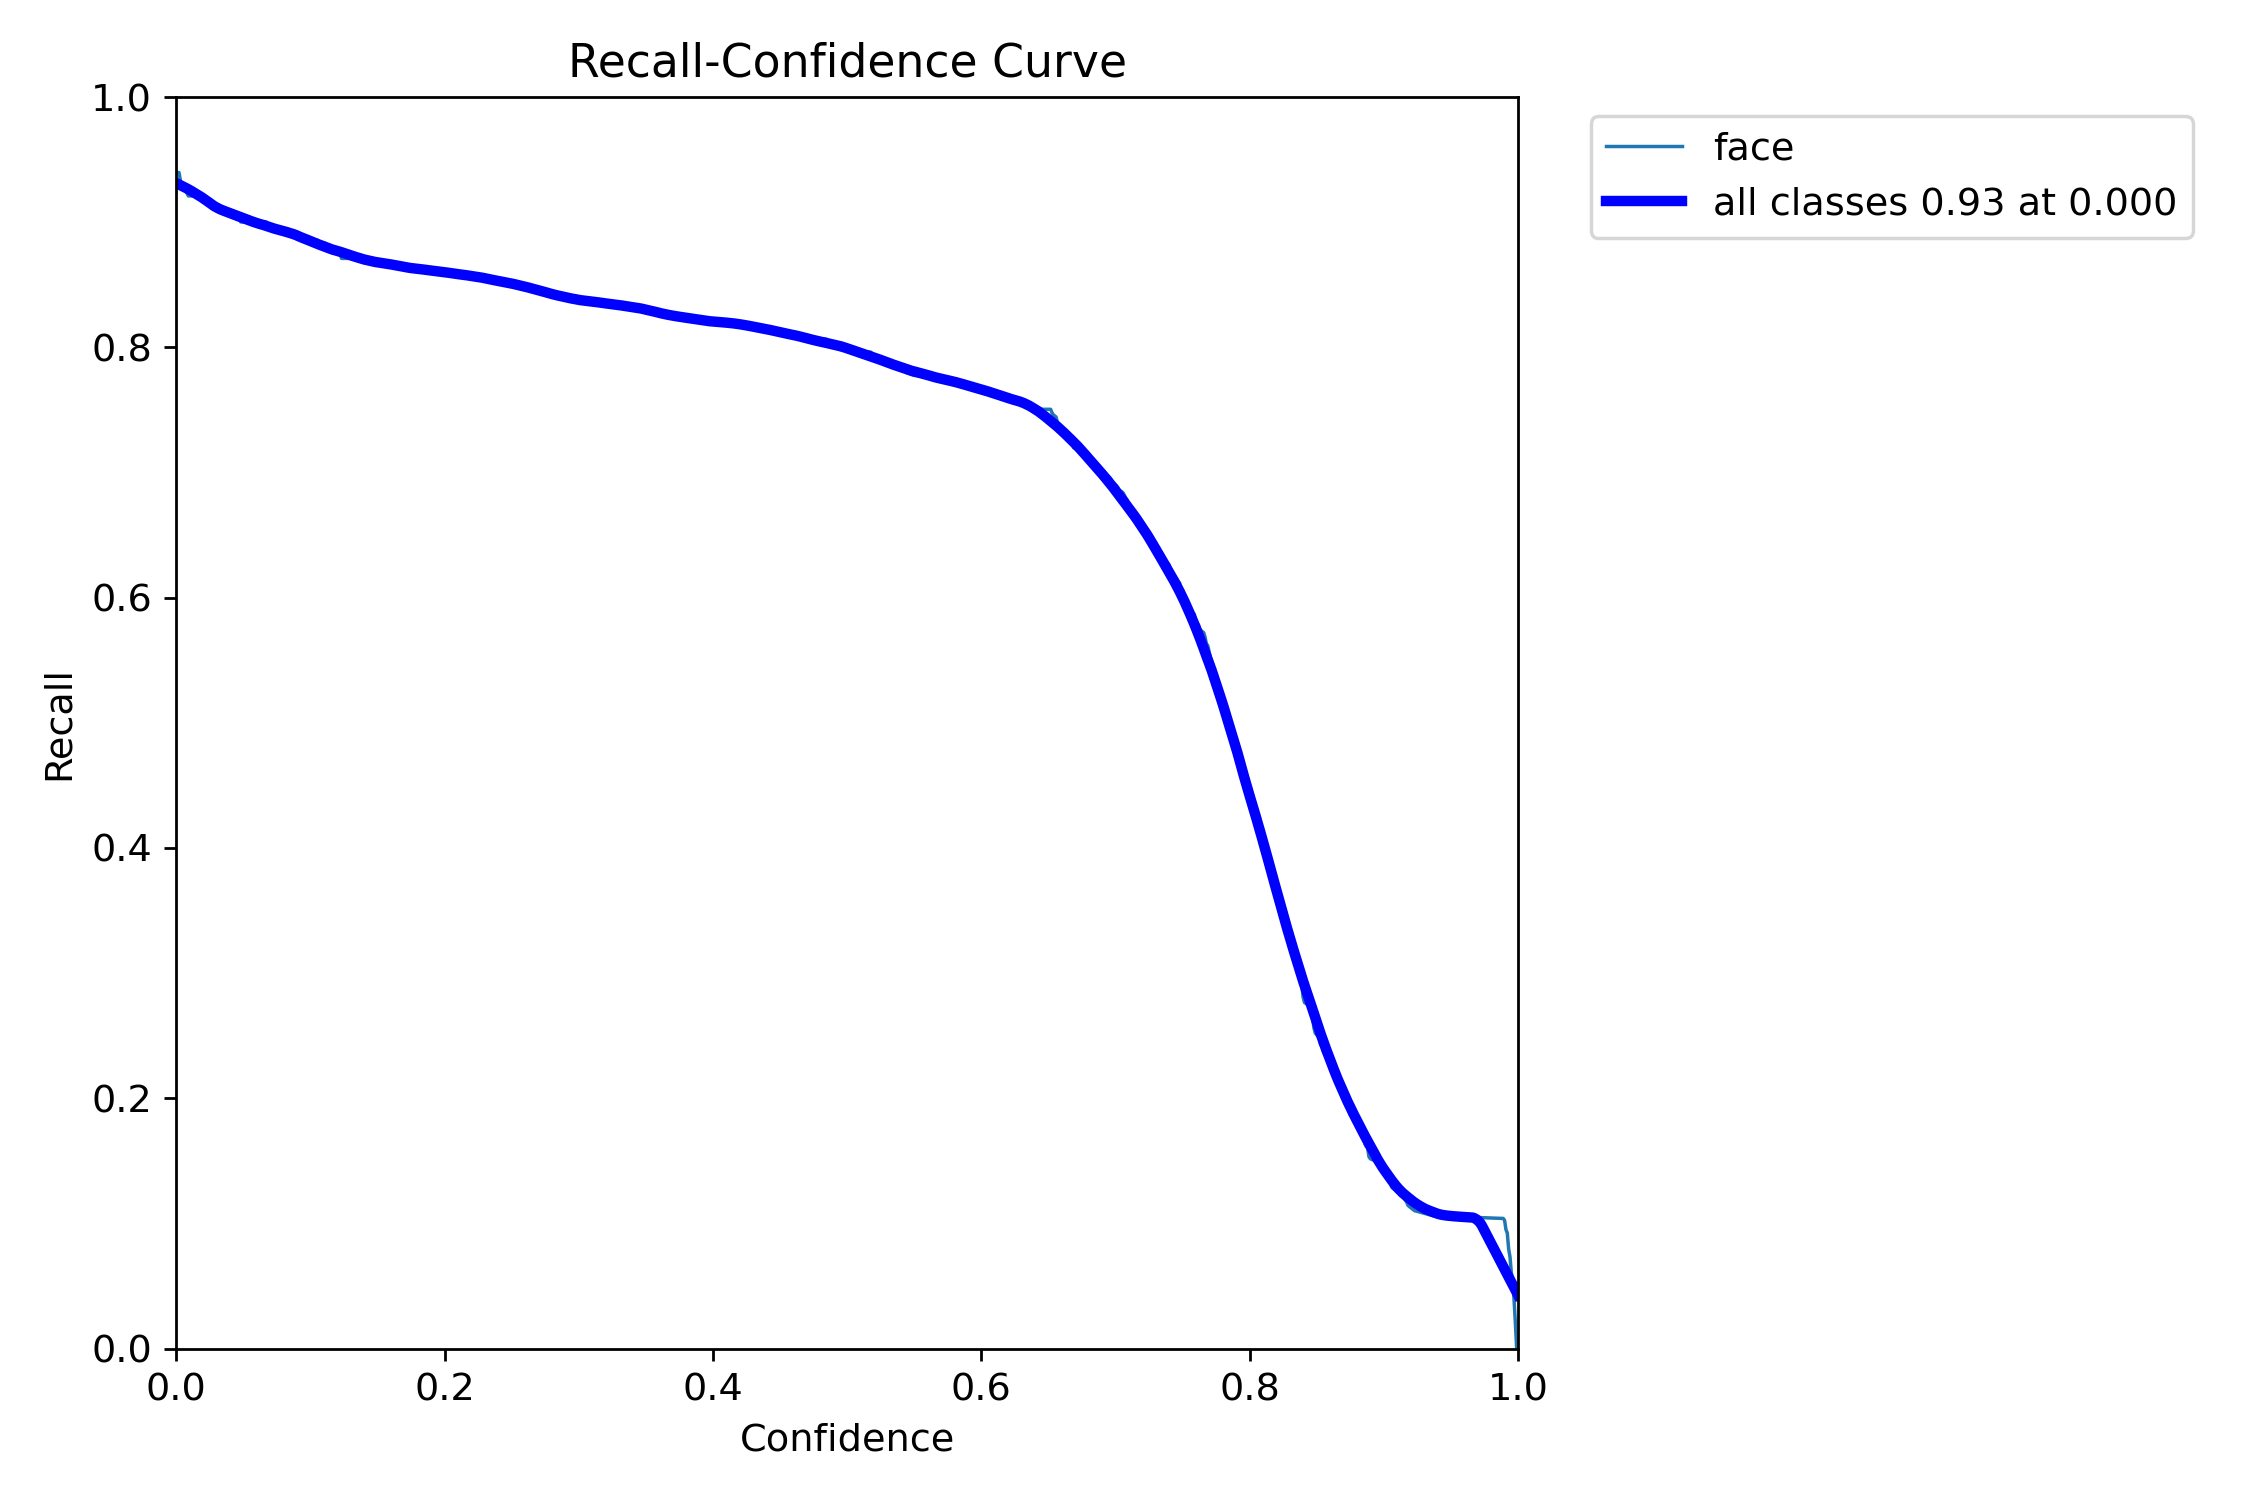 Recall-Confidence Curve
1.0
0.8
0.6
0.4
0.2
0.0
Recall
0.0 0.2 0.4 0.6 0.8 1.0
Confidence
face
all classes 0.93 at 0.000